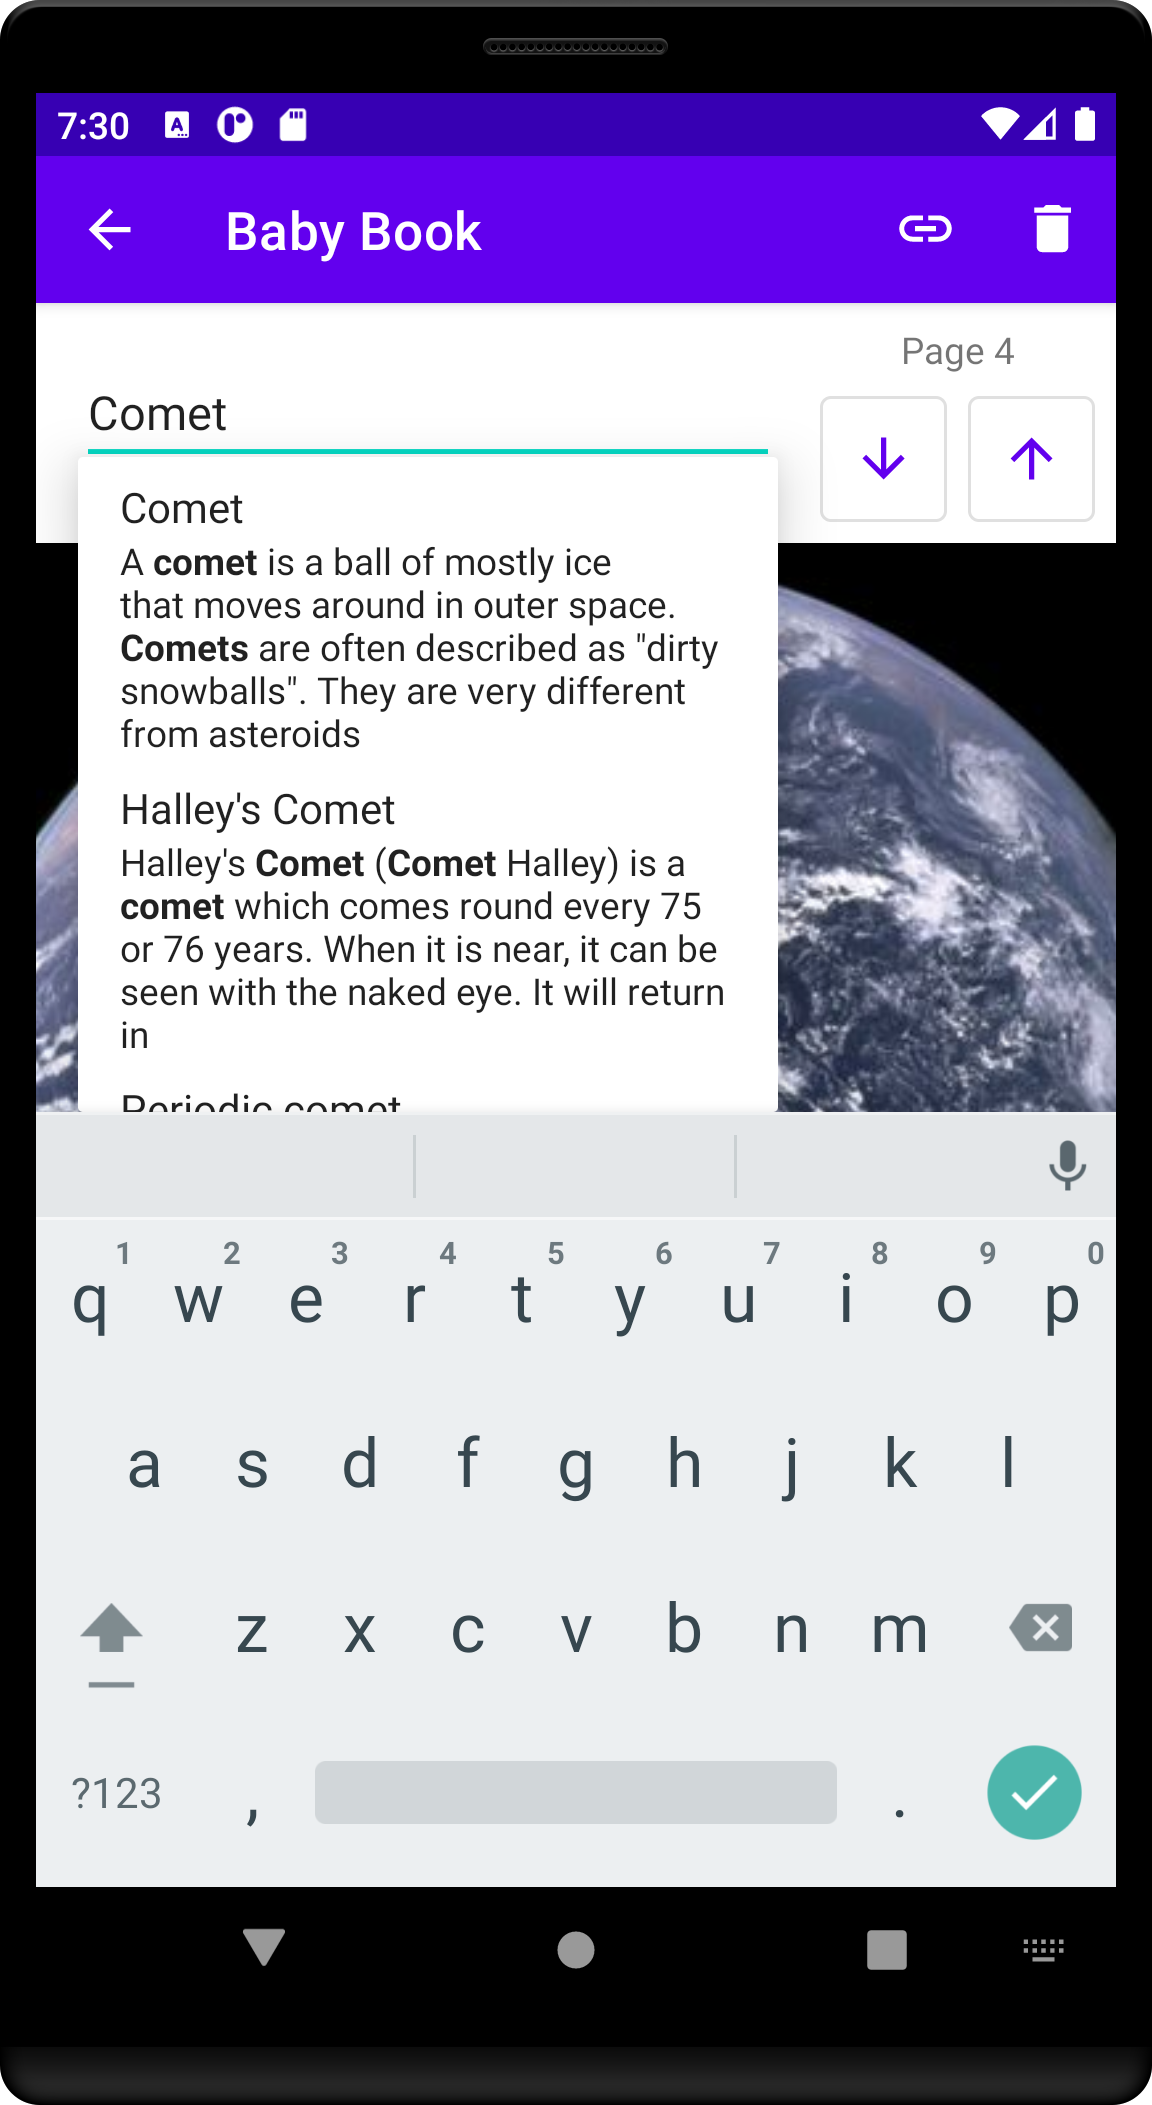 7:30
Baby Book
Page 4
Comet
Comet
A comet is a ball of mostly ice
that moves around in outer space.
Comets are often described as "dirty
snowballs". They are very different
from asteroids
Halley's Comet
Halley's Comet (Comet Halley) is a
comet which comes round every 75
or 76 years. When it is near, it can be
seen with the naked eye. It will return
in
Periodic comet
1 2 3 4 5 6 7 8 9 0
q w e r t y u i o p
a s d f g h j k l
z x c v b n m
?123 , .